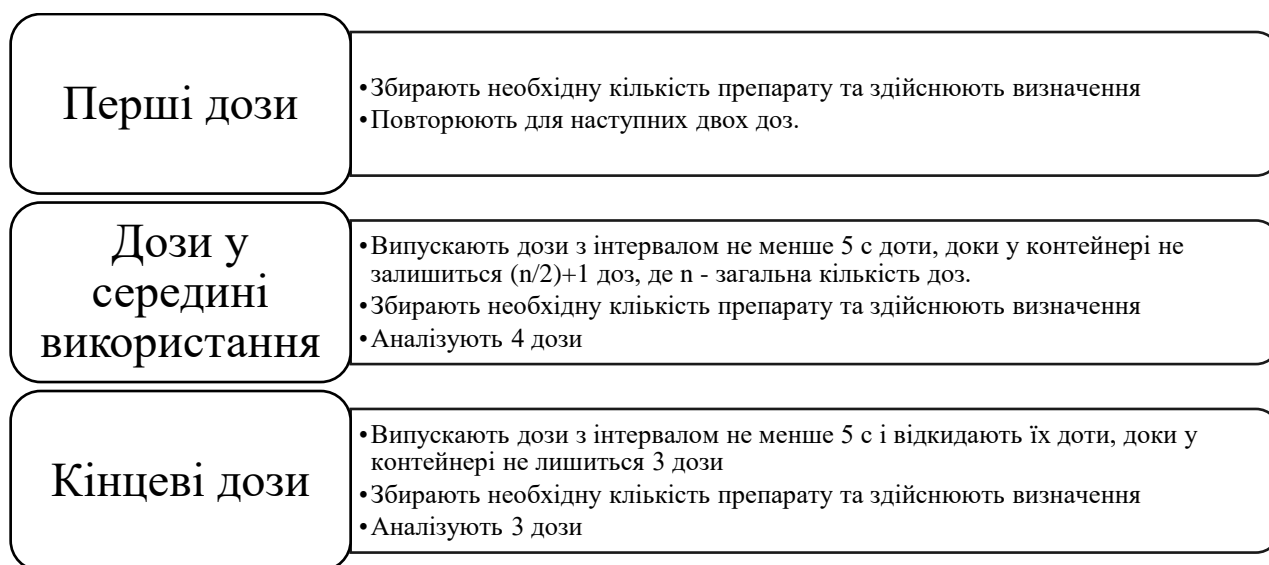 Перші дози
•Збирають необхідну кількість препарату та здійснюють визначення
•Повторюють для наступних двох доз.
Дози у
середині
використання
•Випускають дози з інтервалом не менше 5 с доти, доки у контейнері не
залишиться (n/2)+1 доз, де n - загальна кількість доз.
•Збирають необхідну клількість препарату та здійснюють визначення
•Аналізують 4 дози
Кінцеві дози
•Випускають дози з інтервалом не менше 5 с і відкидають їх доти, доки у
контейнері не лишиться 3 дози
•Збирають необхідну клількість препарату та здійснюють визначення
•Аналізують 3 дози